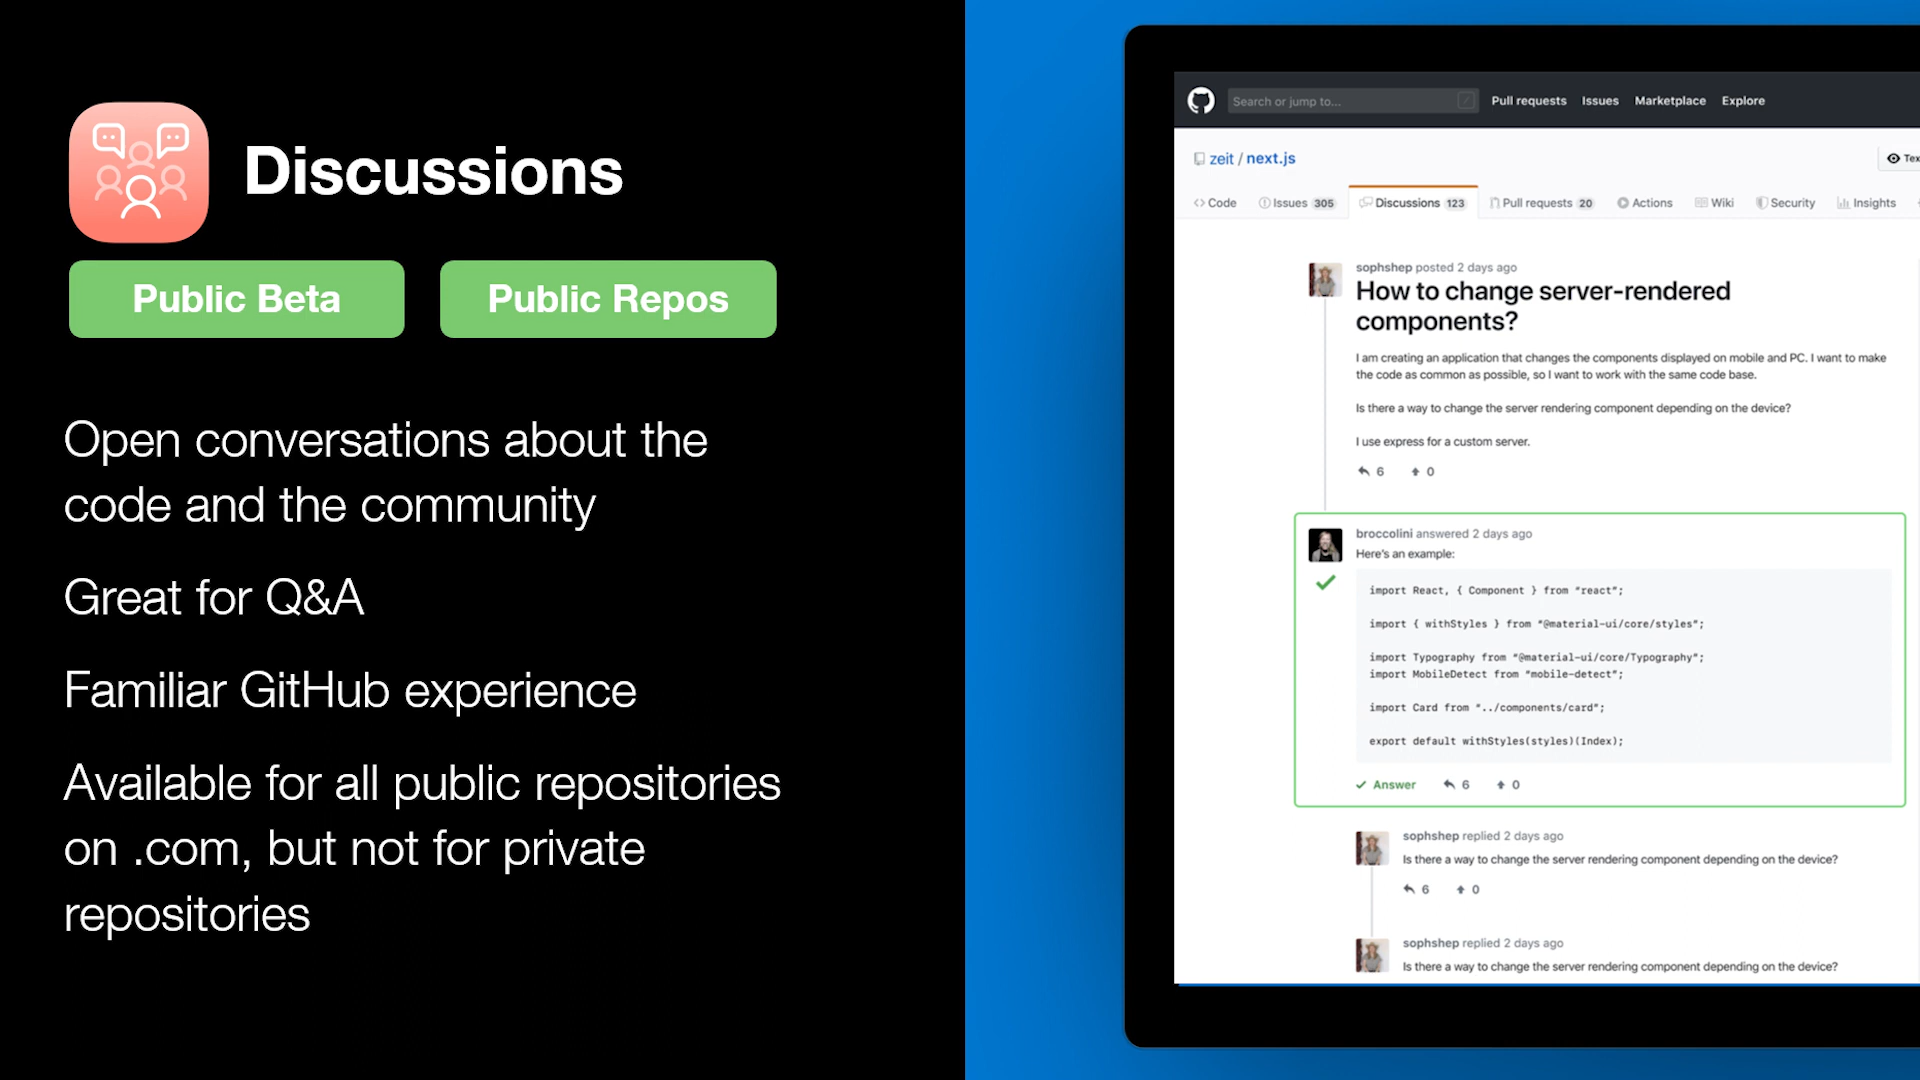 Discussions
Public Beta
Public Repos
Open conversations about the
code and the community
Great for Q&A
Familiar GitHub experience
Available for all public repositories
on .com, but not for private
repositories
Search or jump to...
Pull requests Issues Marketplace Explore
zeit / next.js
Code Issues 305 Discussions 123 Pull requests 20 Actions Wiki Security Insights
sophshep posted 2 days ago
How to change server-rendered
components?
I am creating an application that changes the components displayed on mobile and PC. I want to make
the code as common as possible, so I want to work with the same code base.
Is there a way to change the server rendering component depending on the device?
I use express for a custom server.
6 0
broccolini answered 2 days ago
Here's an example:
import React, { Component } from "react";
import { withStyles } from "@material-ui/core/styles";
import Typography from "@material-ui/core/Typography";
import MobileDetect from "mobile-detect";
import Card from "../components/card";
export default withStyles(styles)(Index);
Answer 6 0
sophshep replied 2 days ago
Is there a way to change the server rendering component depending on the device?
6 0
sophshep replied 2 days ago
Is there a way to change the server rendering component depending on the device?